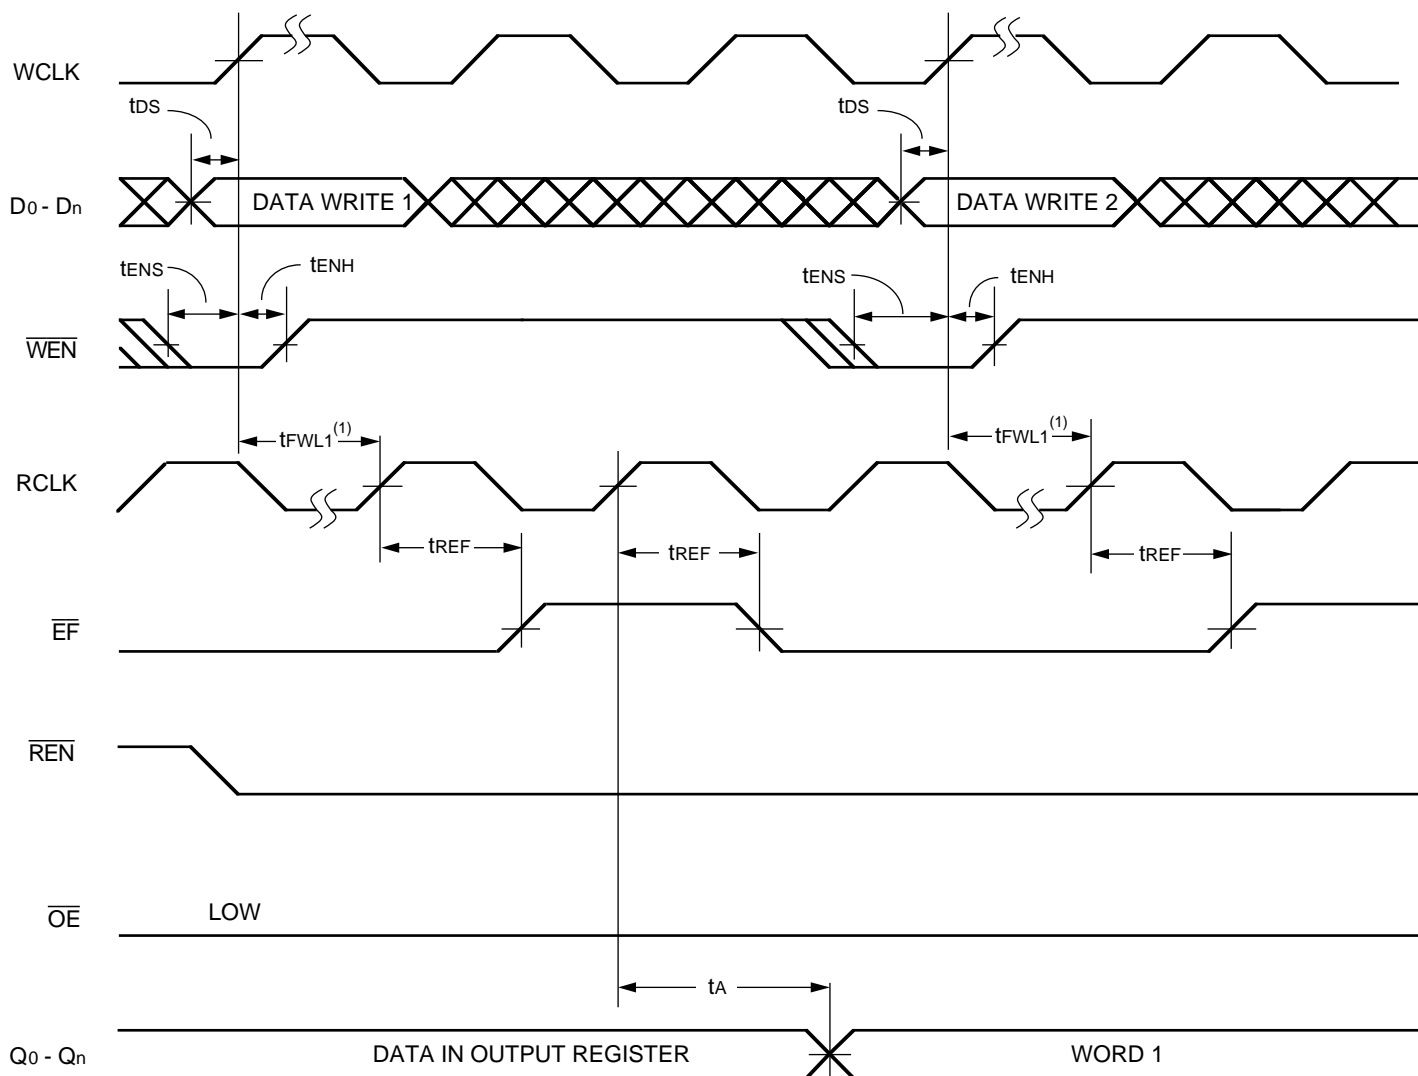 WCLK
tDS
tDS
D0 - Dn
DATA WRITE 1
DATA WRITE 2
tENS
tENH
tENS
tENH
WEN
tFWL1(1)
tFWL1(1)
RCLK
tREF
tREF
tREF
EF
REN
OE
LOW
tA
Q0 - Qn
DATA IN OUTPUT REGISTER
WORD 1